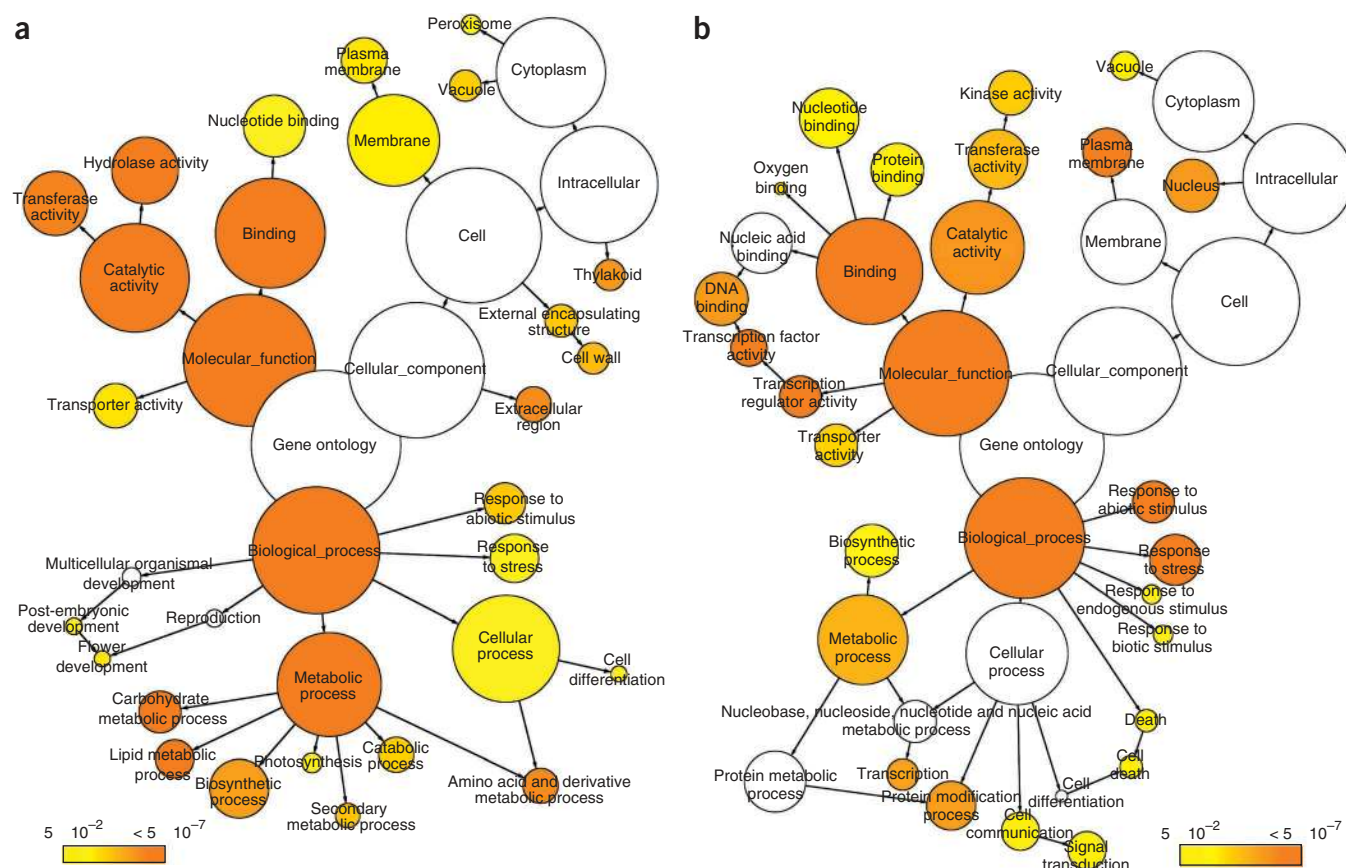 a
Peroxisome
Plasma
membrane
Cytoplasm
Vacuole
Nucleotide binding
Membrane
Hydrolase activity
Intracellular
Transferase
activity
Binding
Cell
Catalytic
activity
Thylakoid
External encapsulating
structure
Cell wall
Molecular_function
Cellular_component
Transporter activity
Extracellular
region
Gene ontology
Response to
abiotic stimulus
Biological_process
Response
to stress
Multicellular organismal
development
Post-embryonic
development
Reproduction
Flower
development
Cellular
process
Cell
differentiation
Metabolic
process
Carbohydrate
metabolic process
Lipid metabolic
process
Photosynthesis
Catabolic
process
Biosynthetic
process
Amino acid and derivative
metabolic process
Secondary
metabolic process
5 10-2 < 5 10-7
b
Vacuole
Cytoplasm
Kinase activity
Nucleotide
binding
Plasma
membrane
Transferase
activity
Protein
binding
Oxygen
binding
Nucleus
Intracellular
Nucleic acid
binding
Catalytic
activity
Membrane
Binding
DNA
binding
Cell
Transcription factor
activity
Molecular_function
Cellular_component
Transcription
regulator activity
Transporter
activity
Gene ontology
Response to
abiotic stimulus
Biosynthetic
process
Biological_process
Response
to stress
Response to
endogenous stimulus
Response to
biotic stimulus
Metabolic
process
Cellular
process
Nucleobase, nucleoside, nucleotide and nucleic acid
metabolic process
Death
Cell
death
Protein metabolic
process
Transcription
Cell
differentiation
Protein modification
process
Cell
communication
Signal
transduction
5 10-2 < 5 10-7